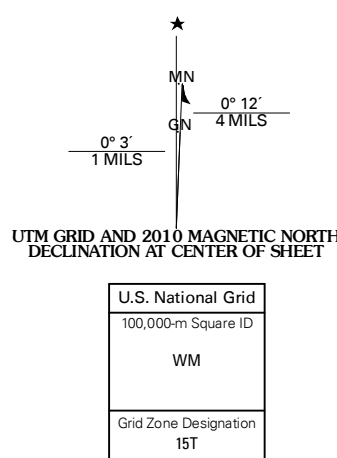 MN
0° 12´
4 MILS
GN
0° 3´
1 MILS
UTM GRID AND 2010 MAGNETIC NORTH
DECLINATION AT CENTER OF SHEET
U.S. National Grid
100,000-m Square ID
WM
Grid Zone Designation
15T